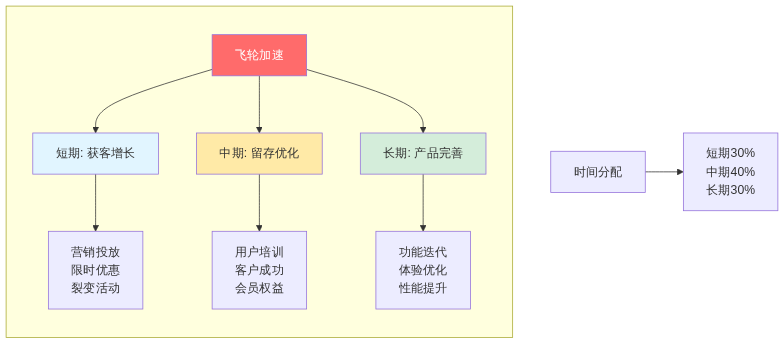 飞轮加速
短期: 获客增长
中期: 留存优化
长期: 产品完善
营销投放
限时优惠
裂变活动
用户培训
客户成功
会员权益
功能迭代
体验优化
性能提升
时间分配
短期30%
中期40%
长期30%